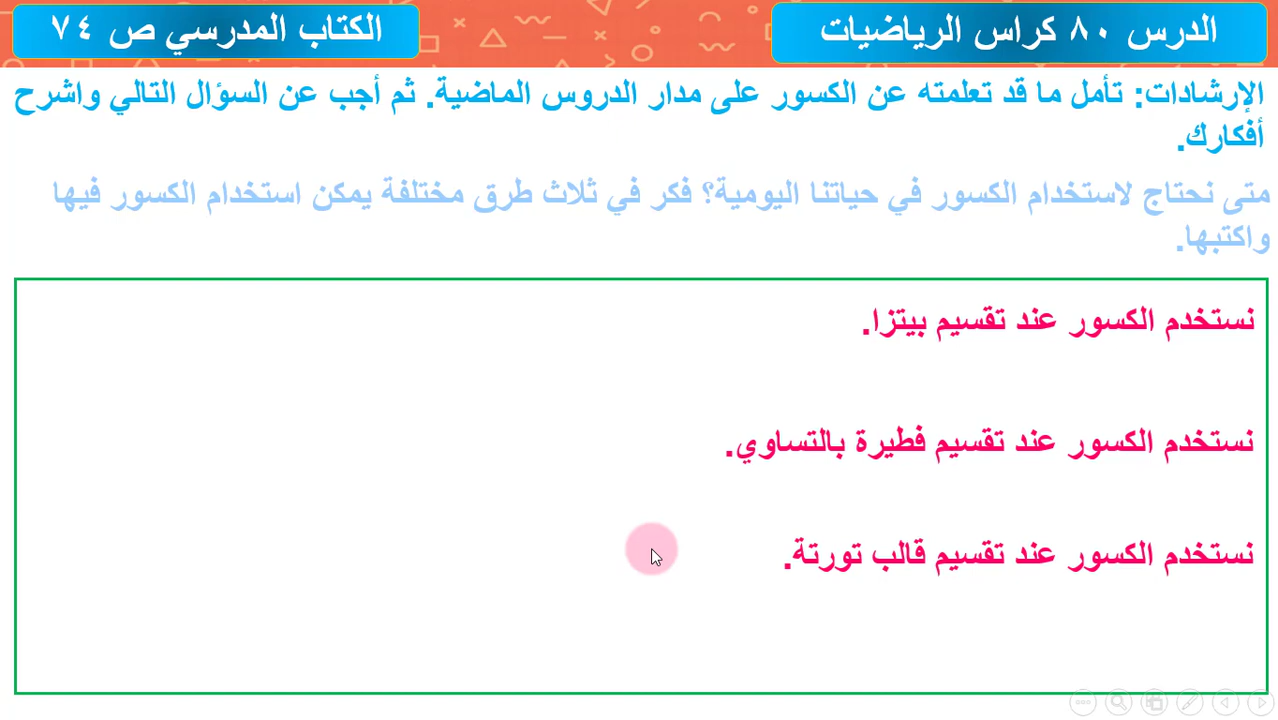 الدرس ٨٠ كراس الرياضيات
الكتاب المدرسي ص ٧٤
الإرشادات: تأمل ما قد تعلمته عن الكسور على مدار الدروس الماضية. ثم أجب عن السؤال التالي واشرح
أفكارك.
متى نحتاج لاستخدام الكسور في حياتنا اليومية؟ فكر في ثلاث طرق مختلفة يمكن استخدام الكسور فيها
واكتبها.
نستخدم الكسور عند تقسيم بيتزا.
نستخدم الكسور عند تقسيم فطيرة بالتساوي.
نستخدم الكسور عند تقسيم قالب تورتة.